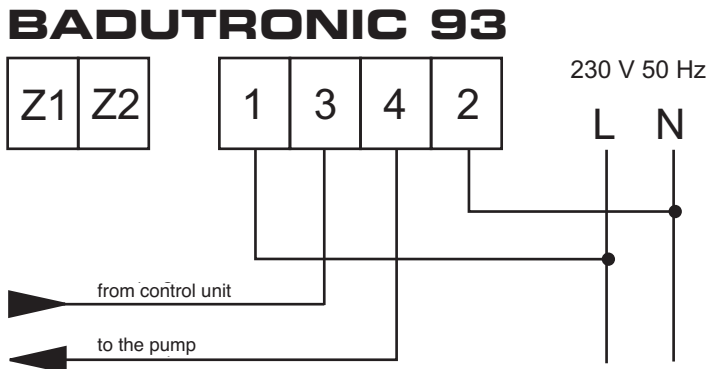 BADUTRONIC 93
230 V 50 Hz
Z1 Z2 1 3 4 2
L N
from control unit
to the pump